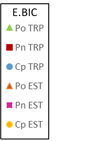 E.BIC
Po TRP
Pn TRP
Cp TRP
Po EST
Pn EST
Cp EST